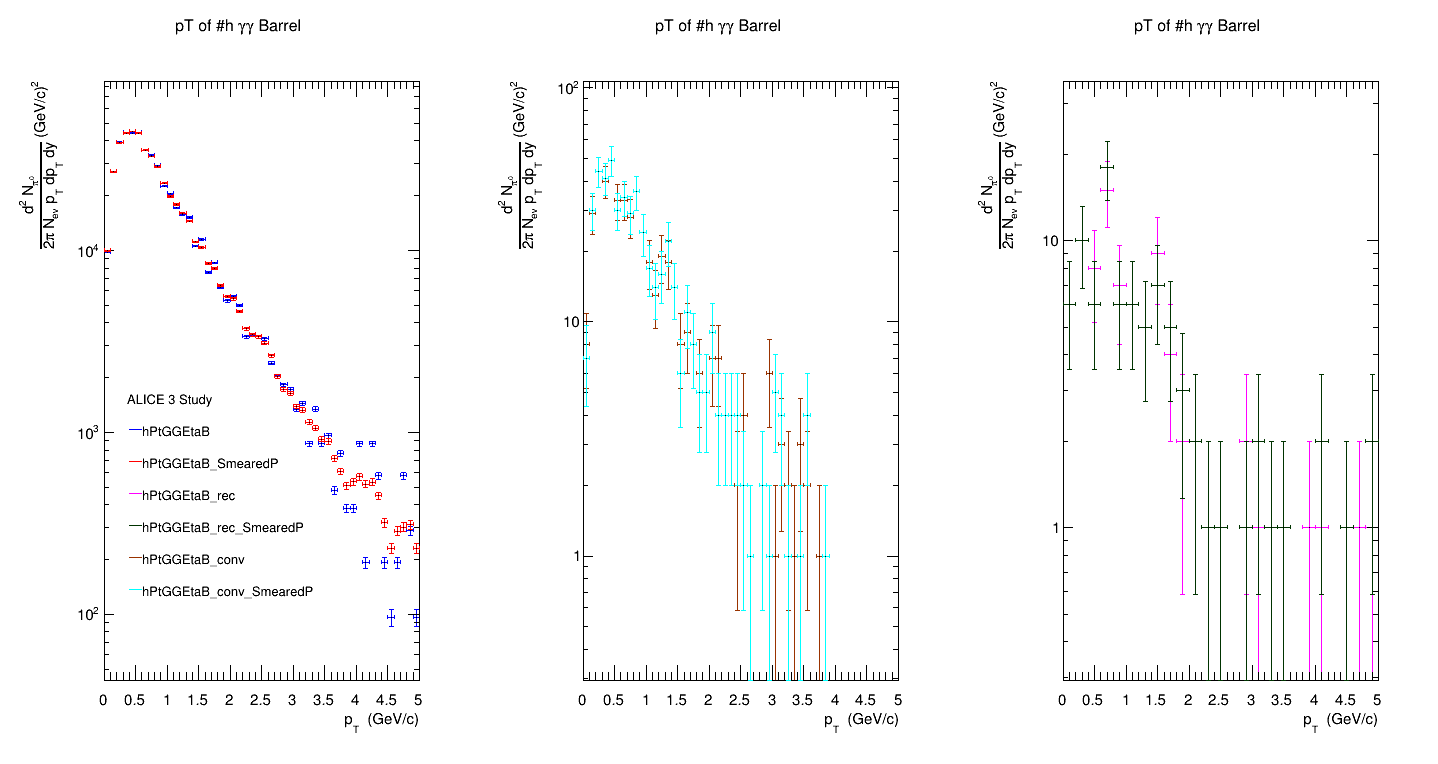 pT of #h γγ Barrel
d² N_π⁰
2π N_ev p_T dp_T dy (GeV/c)²
10⁴
10³
10²
ALICE 3 Study
hPtGGEtaB
hPtGGEtaB_SmearedP
hPtGGEtaB_rec
hPtGGEtaB_rec_SmearedP
hPtGGEtaB_conv
hPtGGEtaB_conv_SmearedP
0 0.5 1 1.5 2 2.5 3 3.5 4 4.5 5
p_T (GeV/c)
pT of #h γγ Barrel
d² N_π⁰
2π N_ev p_T dp_T dy (GeV/c)²
10²
10
1
0 0.5 1 1.5 2 2.5 3 3.5 4 4.5 5
p_T (GeV/c)
pT of #h γγ Barrel
d² N_π⁰
2π N_ev p_T dp_T dy (GeV/c)²
10
1
0 0.5 1 1.5 2 2.5 3 3.5 4 4.5 5
p_T (GeV/c)